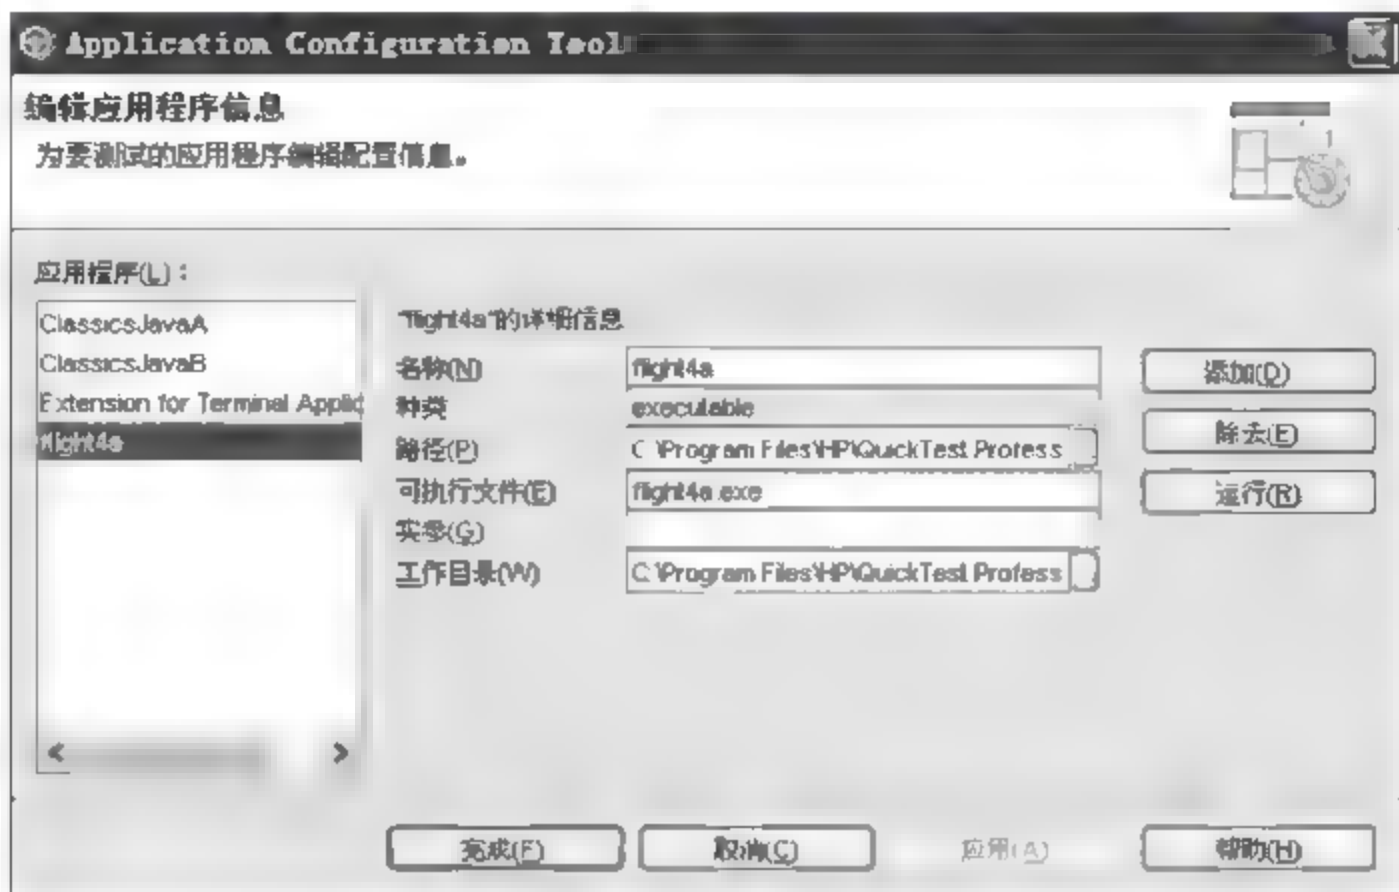 Application Configuration Tool
编辑应用程序信息
为要测试的应用程序编辑配置信息。
应用程序(L)：
ClassicsJavaA
ClassicsJavaB
Extension for Terminal Applic
flight4a
"flight4a"的详细信息
名称(N) flight4a
种类 executable
路径(P) C:\Program Files\HP\QuickTest Profess
可执行文件(E) flight4a.exe
实参(G)
工作目录(W) C:\Program Files\HP\QuickTest Profess
添加(D)
除去(E)
运行(R)
完成(F) 取消(C) 应用(A) 帮助(H)